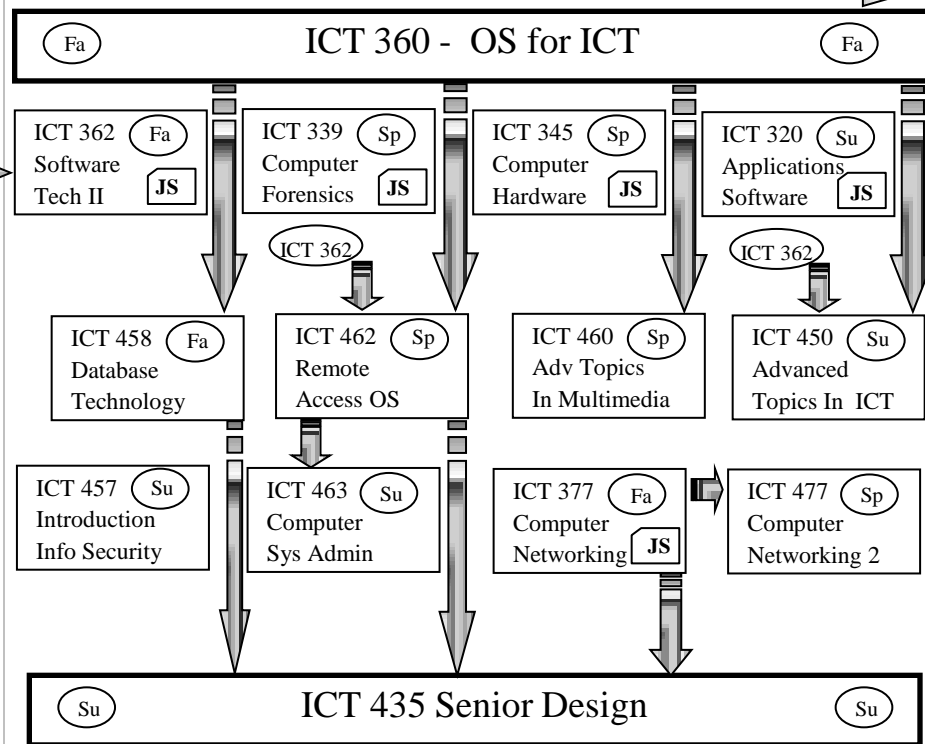 Fa
ICT 360 - OS for ICT
Fa
ICT 362 Fa
Software
Tech II JS
ICT 339 Sp
Computer
Forensics JS
ICT 345 Sp
Computer
Hardware JS
ICT 320 Su
Applications
Software JS
ICT 362
ICT 362
ICT 458 Fa
Database
Technology
ICT 462 Sp
Remote
Access OS
ICT 460 Sp
Adv Topics
In Multimedia
ICT 450 Su
Advanced
Topics In ICT
ICT 457 Su
Introduction
Info Security
ICT 463 Su
Computer
Sys Admin
ICT 377 Fa
Computer
Networking JS
ICT 477 Sp
Computer
Networking 2
Su
ICT 435 Senior Design
Su